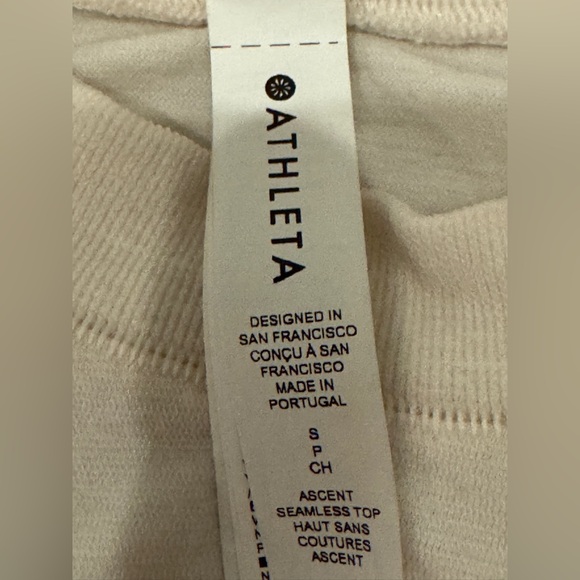 ATHLETA
DESIGNED IN
SAN FRANCISCO
CONÇU À SAN
FRANCISCO
MADE IN
PORTUGAL
S
P
CH
ASCENT
SEAMLESS TOP
HAUT SANS
COUTURES
ASCENT